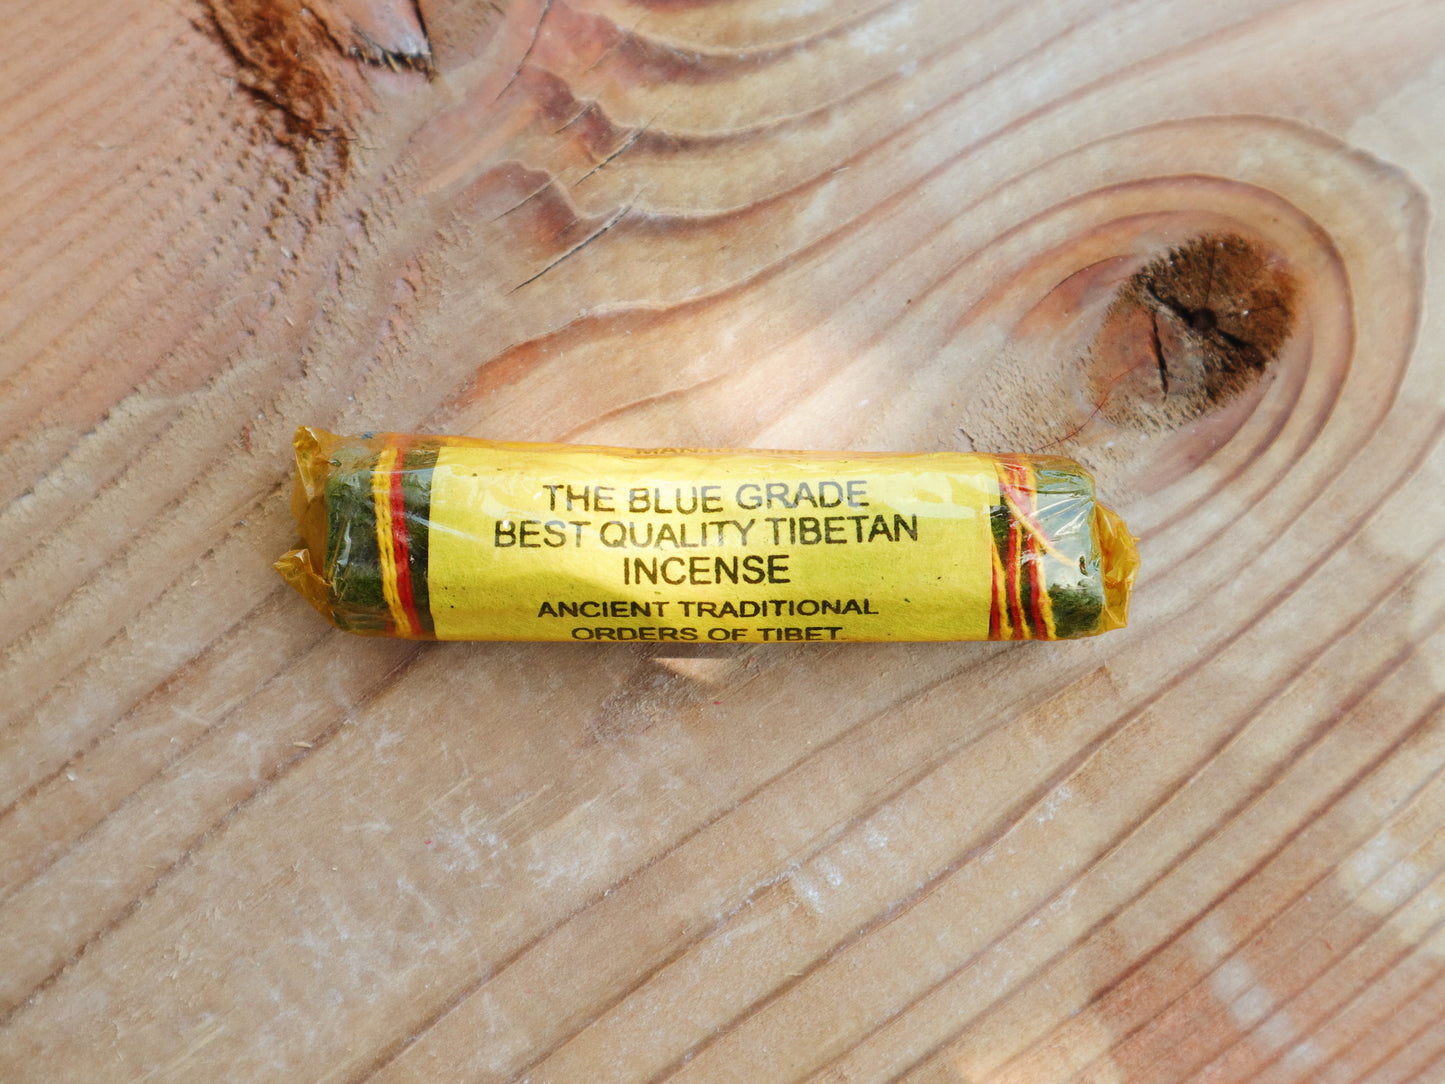 THE BLUE GRADE
BEST QUALITY TIBETAN
INCENSE
ANCIENT TRADITIONAL
ORDERS OF TIBET.